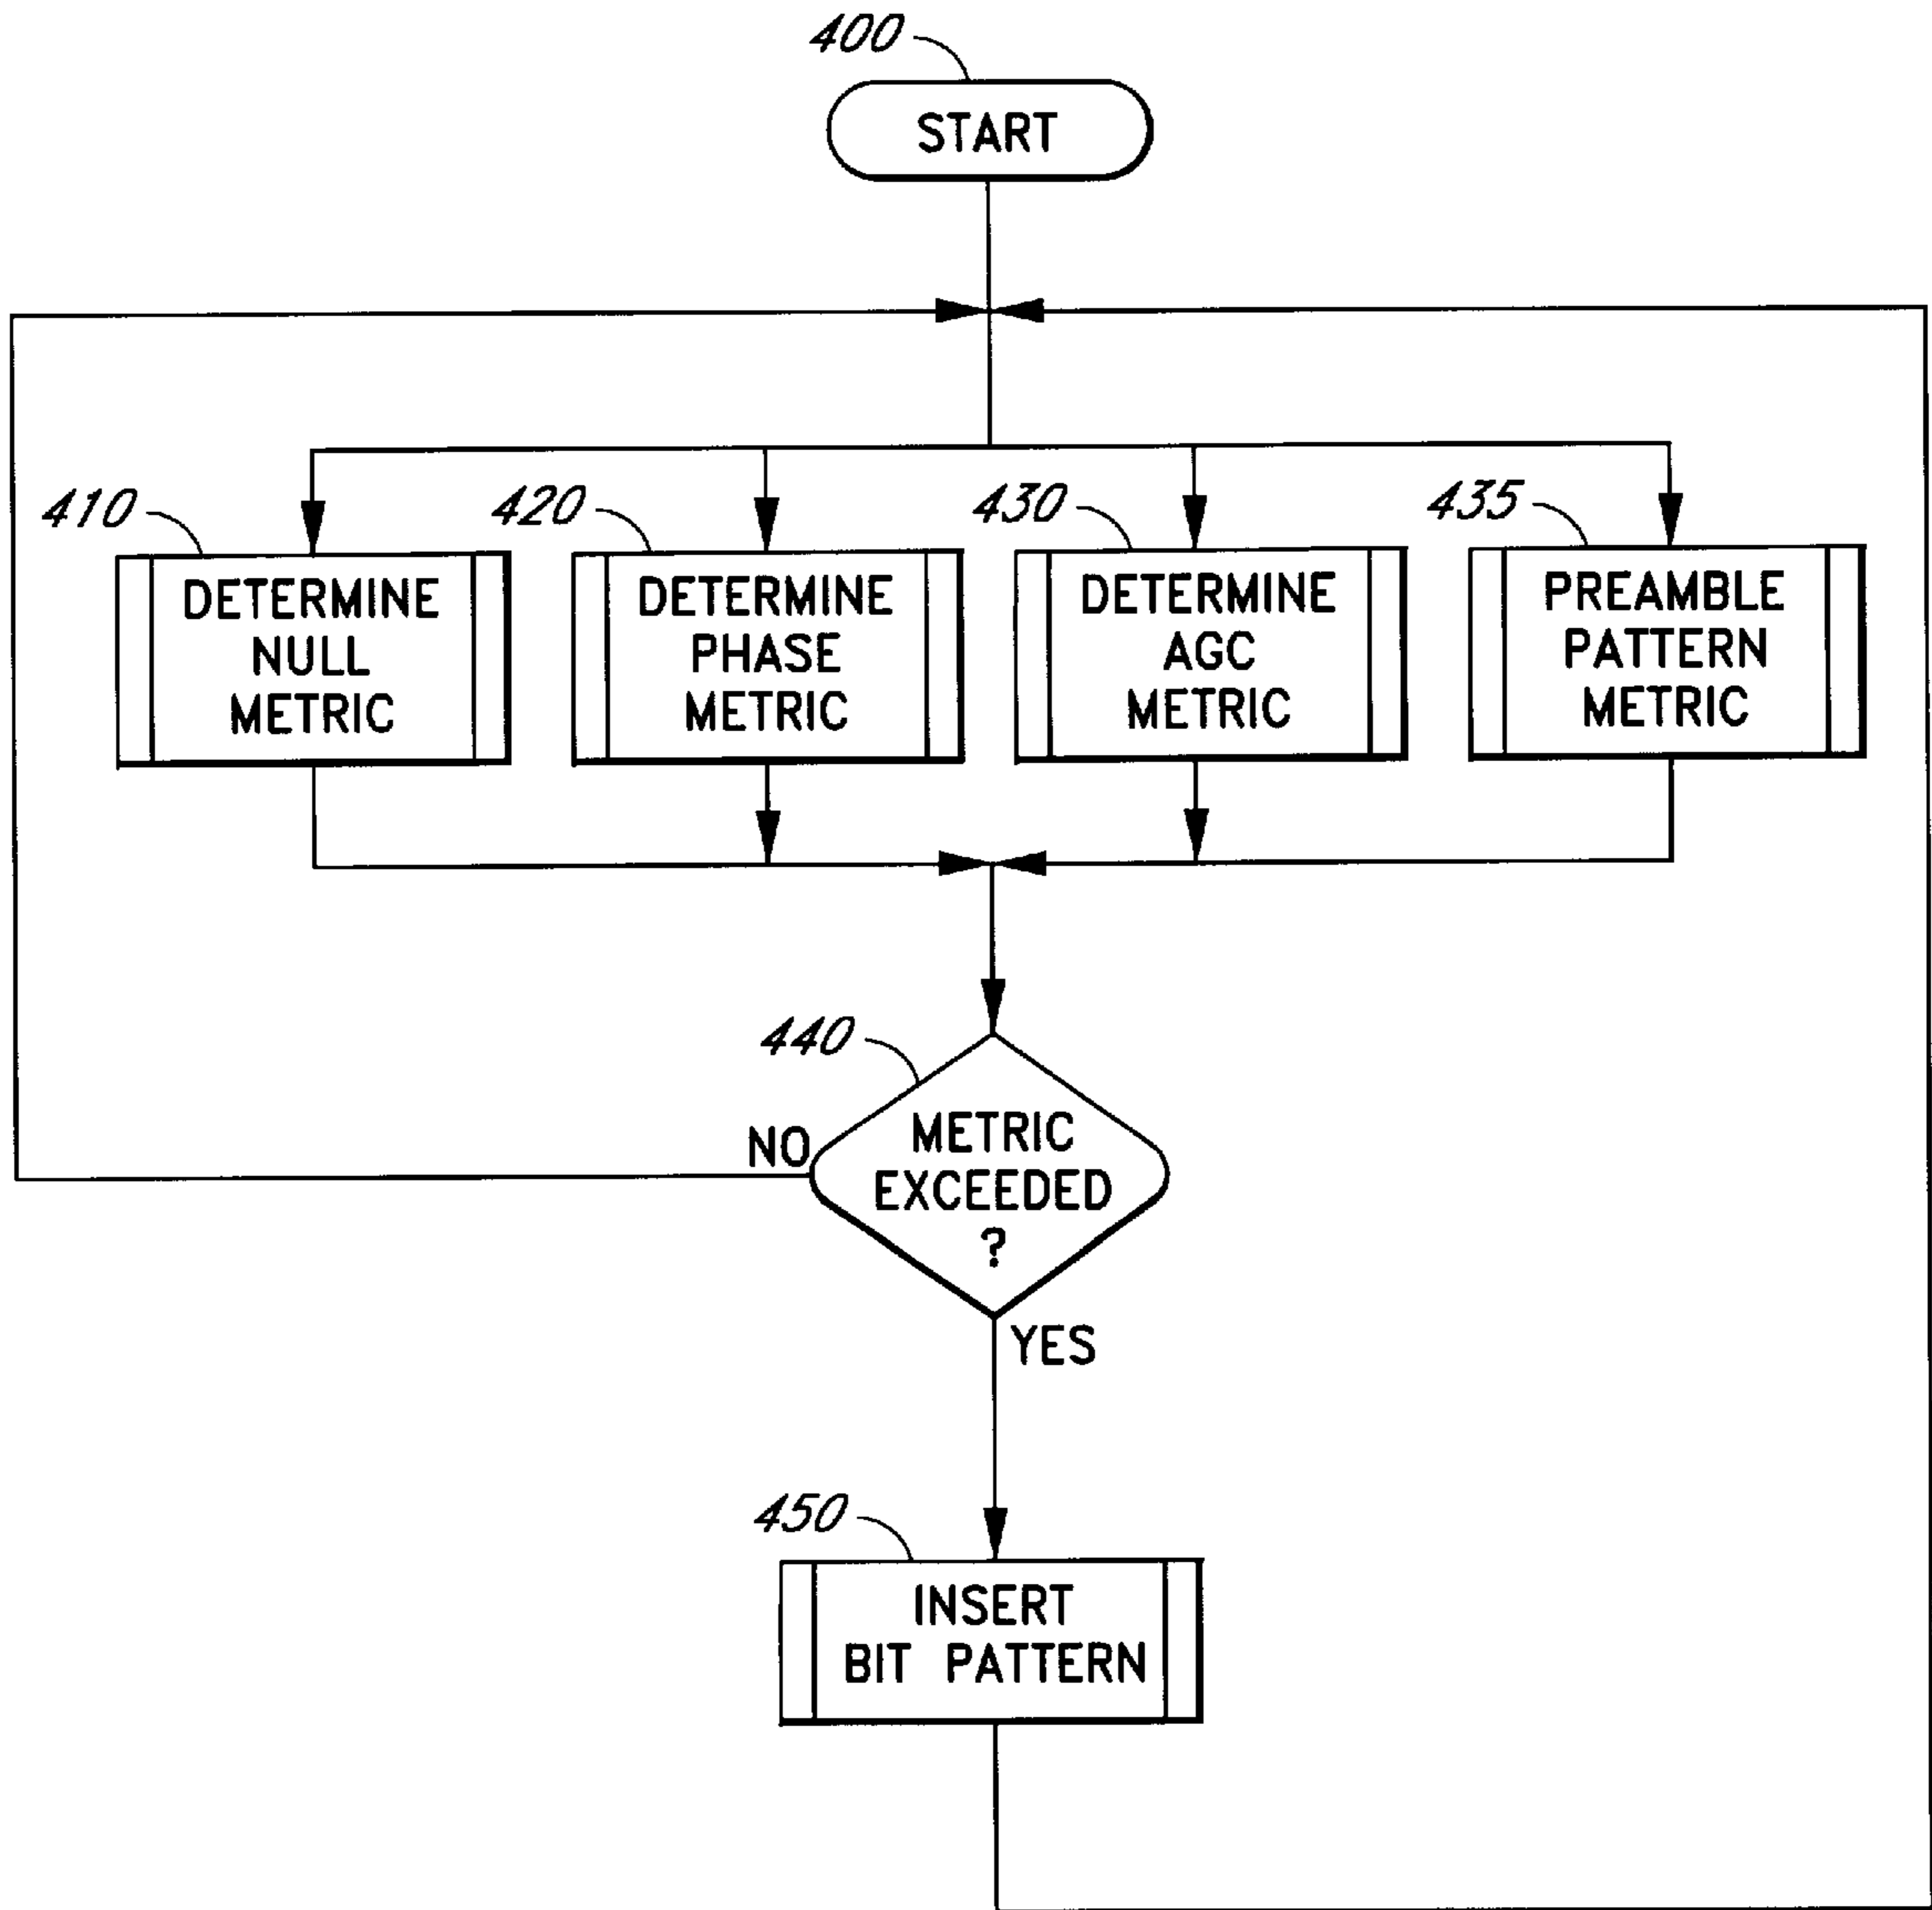 400
START
410
DETERMINE
NULL
METRIC
420
DETERMINE
PHASE
METRIC
430
DETERMINE
AGC
METRIC
435
PREAMBLE
PATTERN
METRIC
440
METRIC
EXCEEDED
?
NO
YES
450
INSERT
BIT PATTERN